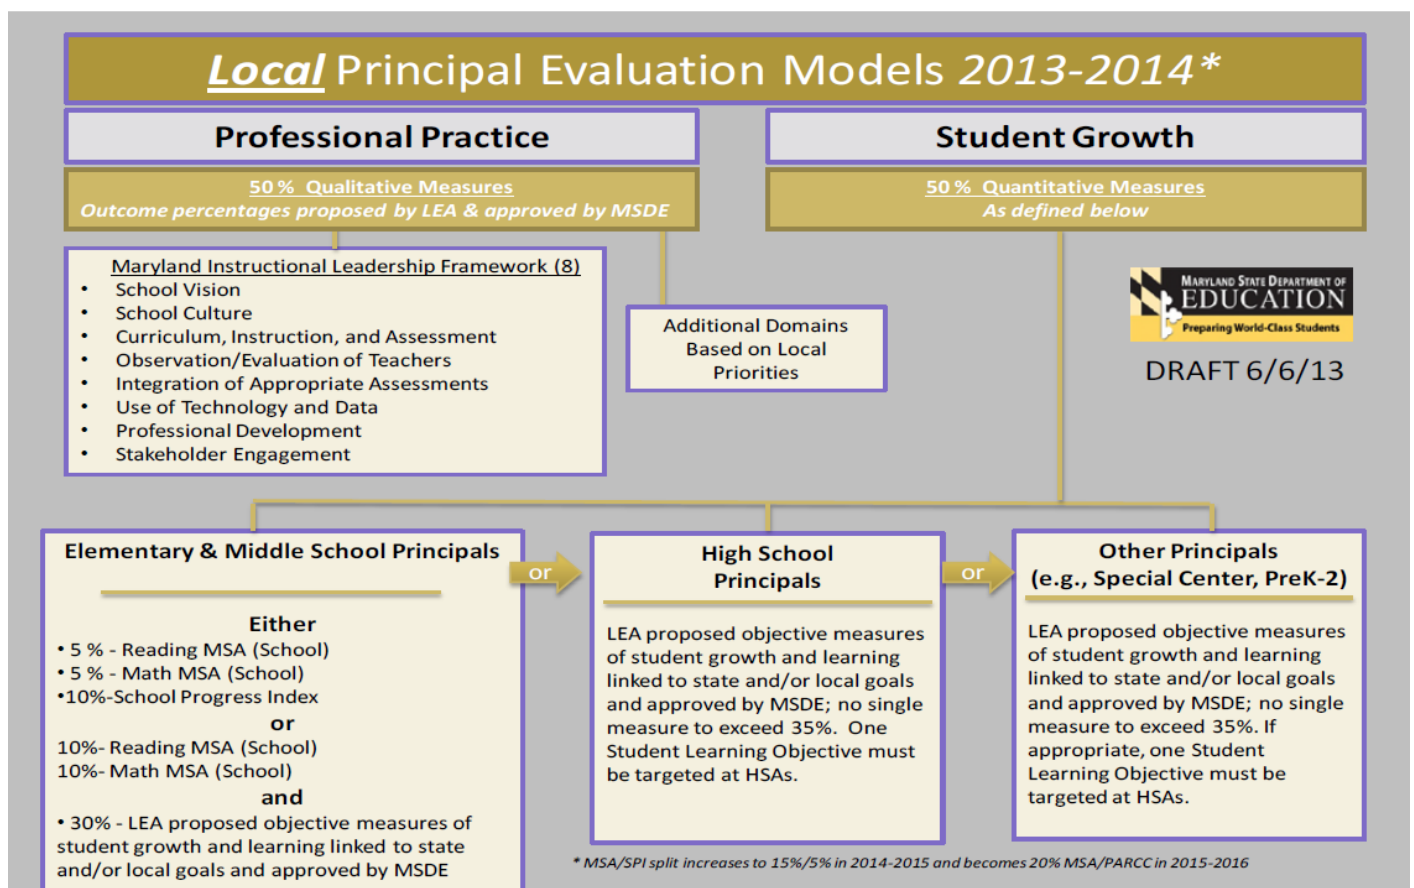 Local Principal Evaluation Models 2013-2014*
Professional Practice
50 % Qualitative Measures
Outcome percentages proposed by LEA & approved by MSDE
Student Growth
50 % Quantitative Measures
As defined below
Maryland Instructional Leadership Framework (8)
• School Vision
• School Culture
• Curriculum, Instruction, and Assessment
• Observation/Evaluation of Teachers
• Integration of Appropriate Assessments
• Use of Technology and Data
• Professional Development
• Stakeholder Engagement
Additional Domains
Based on Local
Priorities
MARYLAND STATE DEPARTMENT OF
EDUCATION
Preparing World-Class Students
DRAFT 6/6/13
Elementary & Middle School Principals
Either
• 5 % - Reading MSA (School)
• 5 % - Math MSA (School)
•10%-School Progress Index
or
10%- Reading MSA (School)
10%- Math MSA (School)
and
• 30% - LEA proposed objective measures of
student growth and learning linked to state
and/or local goals and approved by MSDE
or
High School
Principals
LEA proposed objective measures
of student growth and learning
linked to state and/or local goals
and approved by MSDE; no single
measure to exceed 35%. One
Student Learning Objective must
be targeted at HSAs.
or
Other Principals
(e.g., Special Center, PreK-2)
LEA proposed objective measures
of student growth and learning
linked to state and/or local goals
and approved by MSDE; no single
measure to exceed 35%. If
appropriate, one Student
Learning Objective must be
targeted at HSAs.
* MSA/SPI split increases to 15%/5% in 2014-2015 and becomes 20% MSA/PARCC in 2015-2016